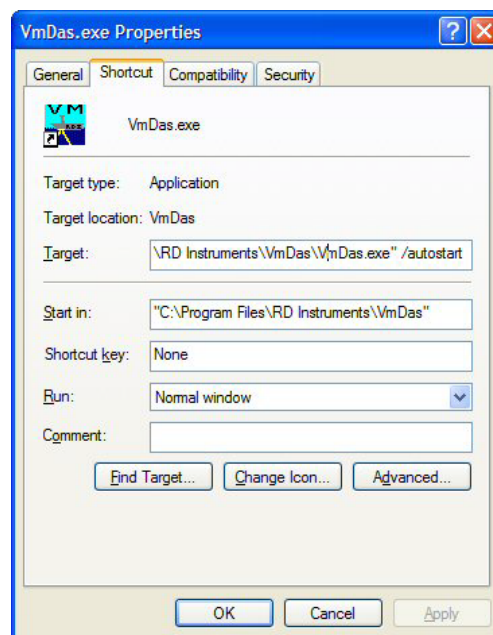 VmDas.exe Properties
General Shortcut Compatibility Security
VM
VmDas.exe
Target type: Application
Target location: VmDas
Target: \RD Instruments\VmDas\VmDas.exe" /autostart
Start in: "C:\Program Files\RD Instruments\VmDas"
Shortcut key: None
Run: Normal window
Comment:
Find Target... Change Icon... Advanced...
OK Cancel Apply